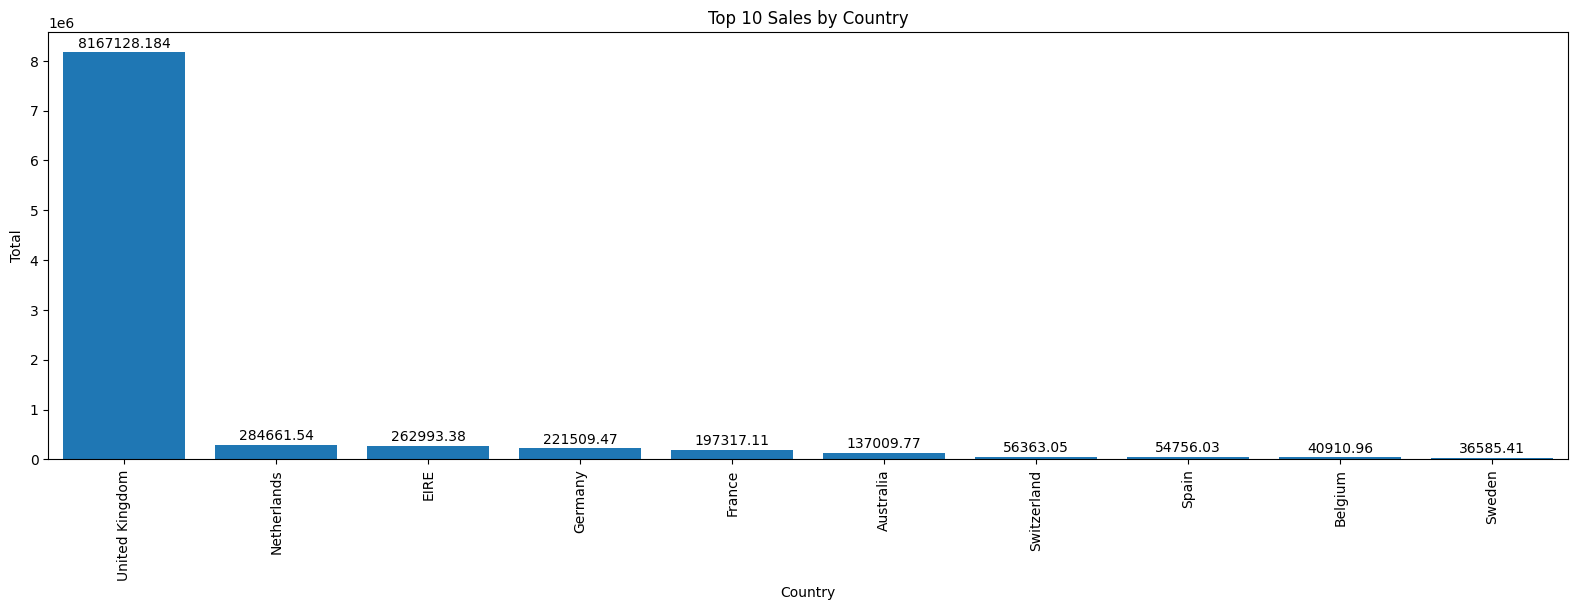 Top 10 Sales by Country
1e6
8167128.184
284661.54
262993.38
221509.47
197317.11
137009.77
56363.05
54756.03
40910.96
36585.41
8
7
6
5
4
3
2
1
0
Total
United Kingdom
Netherlands
EIRE
Germany
France
Australia
Switzerland
Spain
Belgium
Sweden
Country